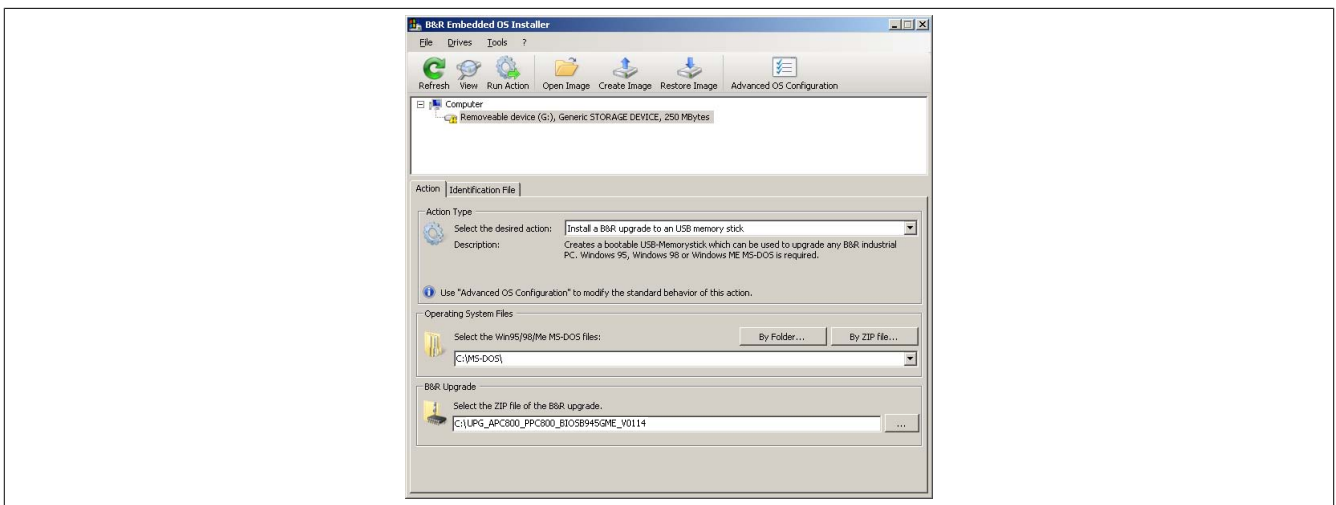 B&R Embedded OS Installer
File Drives Tools ?
Refresh View Run Action Open Image Create Image Restore Image Advanced OS Configuration
Computer
Removeable device (G:), Generic STORAGE DEVICE, 250 MBytes
Action Identification File
Action Type
Select the desired action: Install a B&R upgrade to an USB memory stick
Description: Creates a bootable USB-Memorystick which can be used to upgrade any B&R industrial
PC. Windows 95, Windows 98 or Windows ME MS-DOS is required.
Use "Advanced OS Configuration" to modify the standard behavior of this action.
Operating System Files
Select the Win95/98/Me MS-DOS files: By Folder... By ZIP file...
C:\MS-DOS\
B&R Upgrade
Select the ZIP file of the B&R upgrade.
C:\UPG_APC800_PPC800_BIOSB945GME_V0114 ...